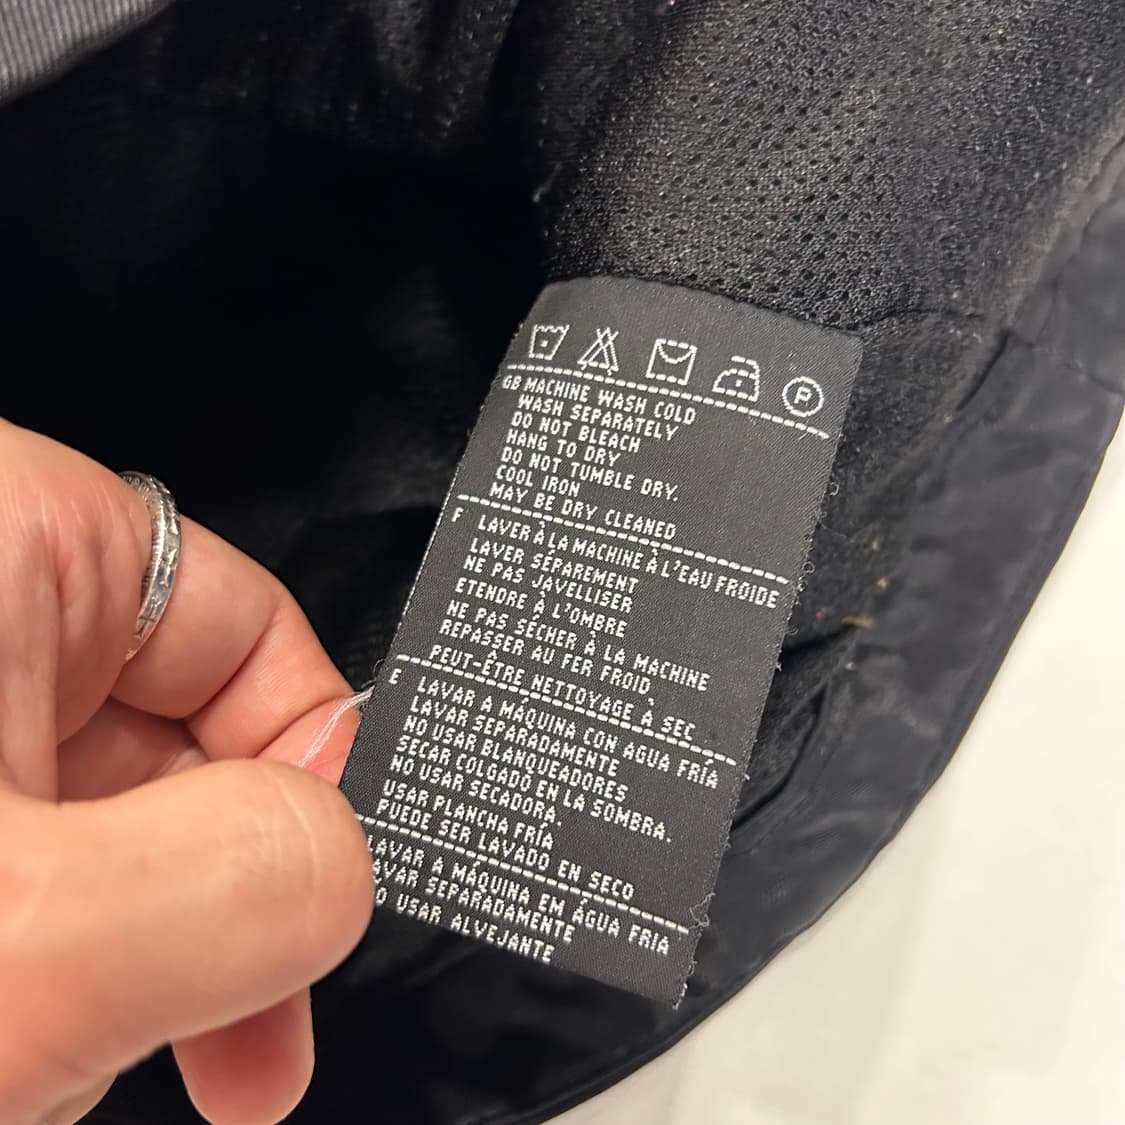 P
GB MACHINE WASH COLD
WASH SEPARATELY
DO NOT BLEACH
HANG TO DRY
DO NOT TUMBLE DRY.
COOL IRON
MAY BE DRY CLEANED
F LAVER À LA MACHINE À L'EAU FROIDE
LAVER SÉPAREMENT
NE PAS JAVELLISER
ETENDRE À L'OMBRE
NE PAS SÉCHER À LA MACHINE
REPASSER AU FER FROID
PEUT-ÊTRE NETTOYAGE À SEC
E LAVAR A MÁQUINA CON AGUA FRÍA
LAVAR SEPARADAMENTE
NO USAR BLANQUEADORES
SECAR COLGADO EN LA SOMBRA.
NO USAR SECADORA.
USAR PLANCHA FRÍA
PUEDE SER LAVADO EN SECO
LAVAR A MÁQUINA EM ÁGUA FRIA
AVAR SEPARADAMENTE
O USAR ALVEJANTE